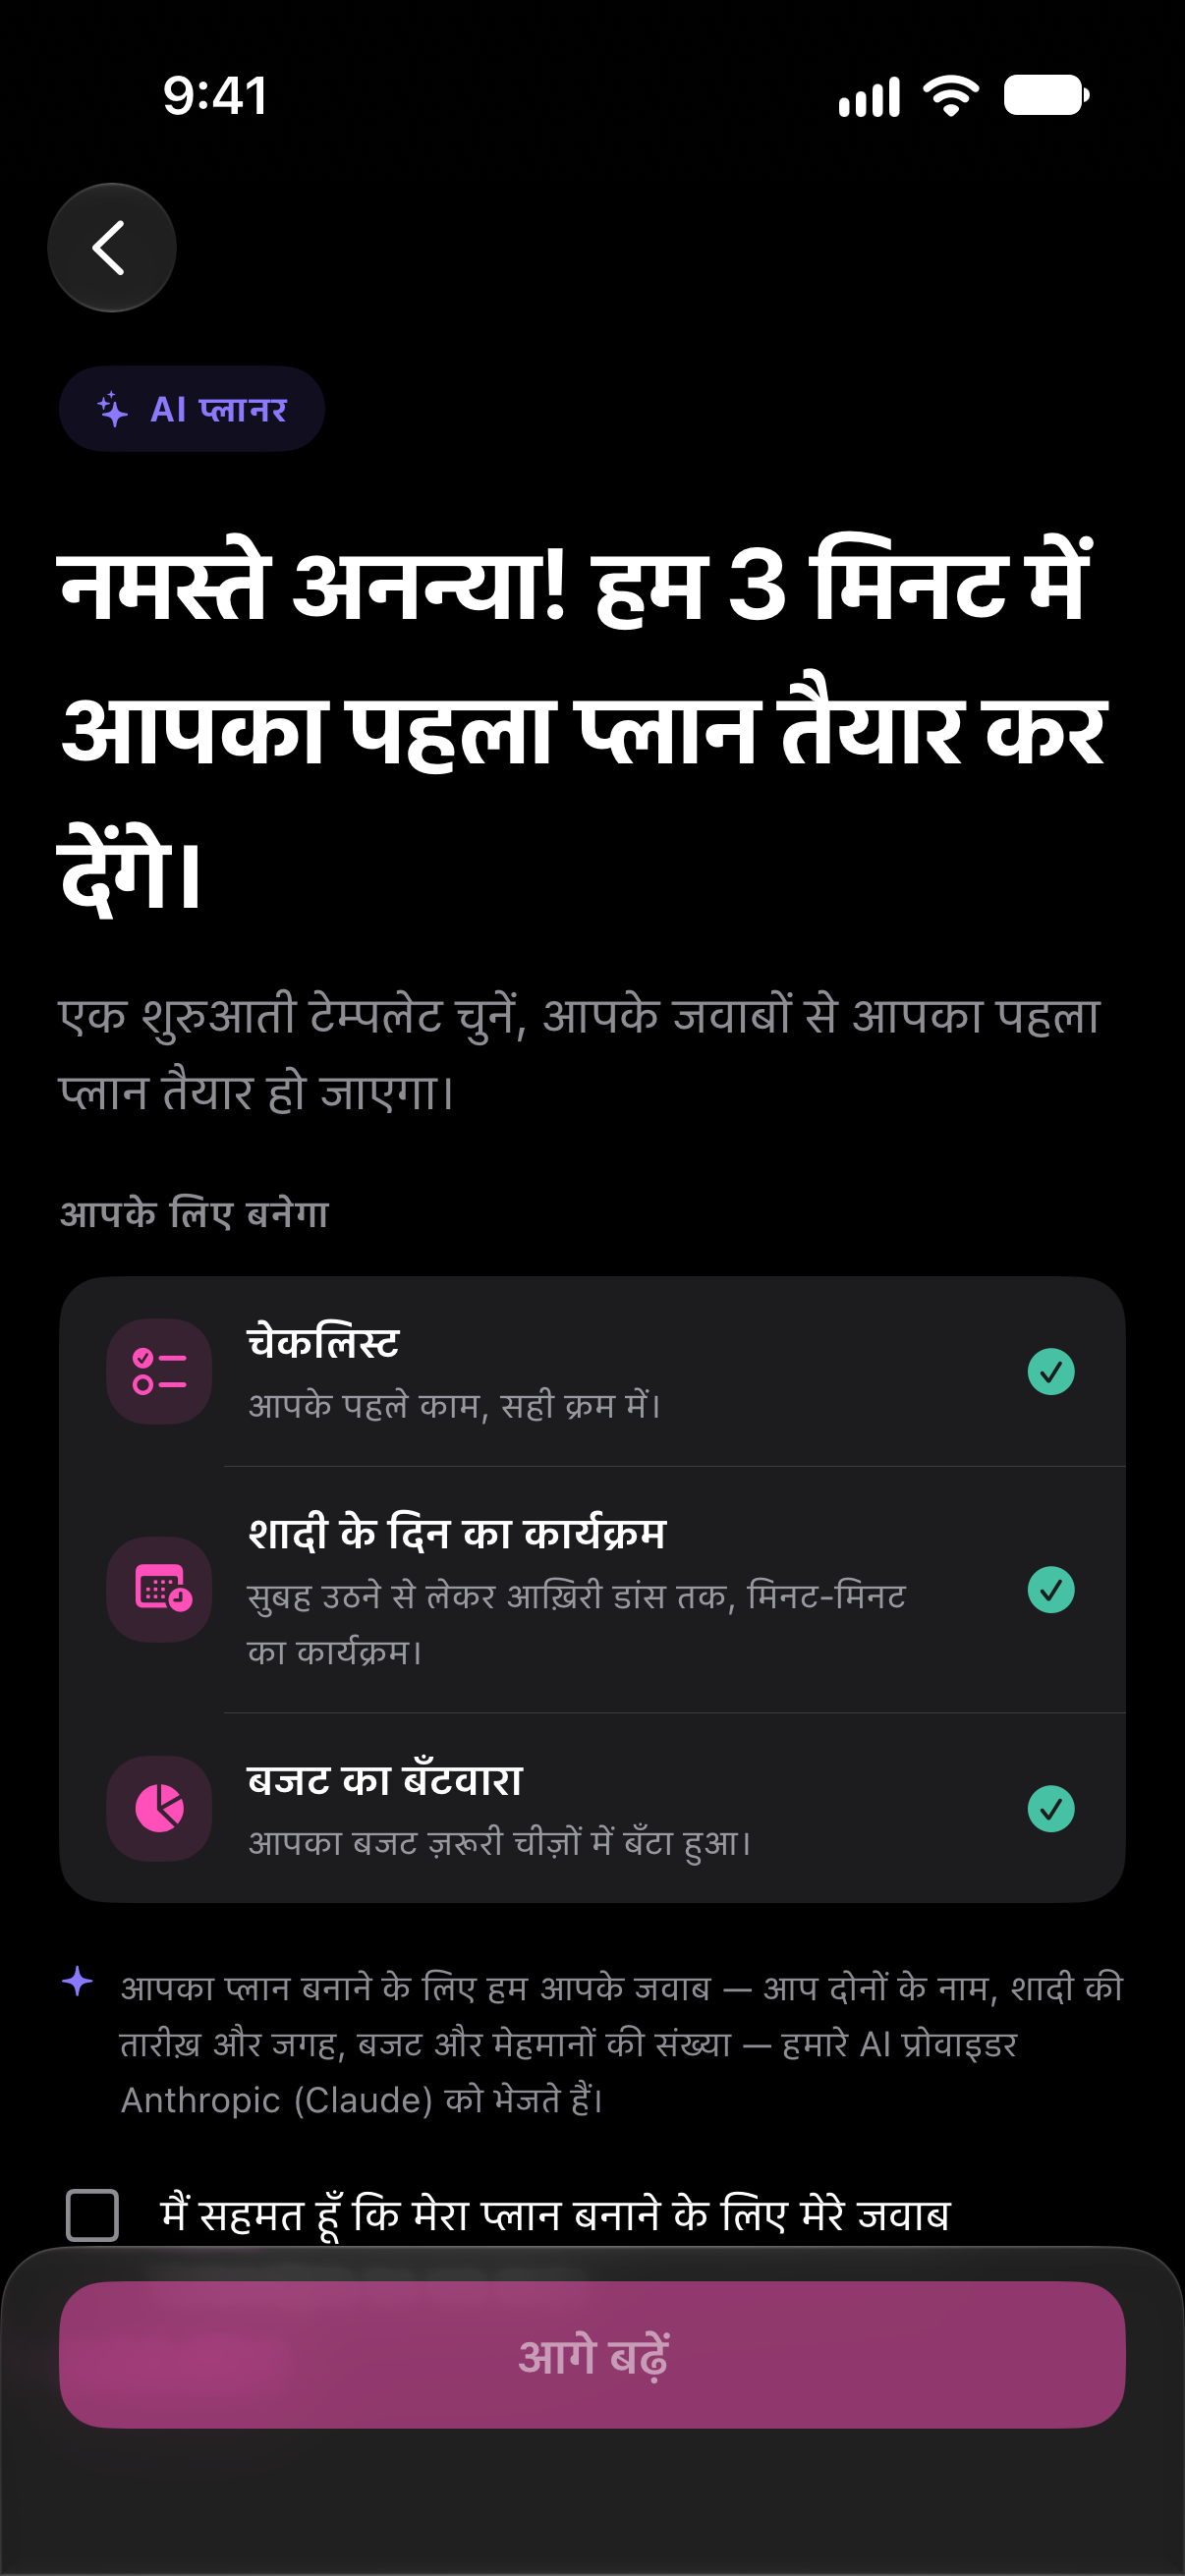 9:41
AI प्लानर
नमस्ते अनन्या! हम 3 मिनट में
आपका पहला प्लान तैयार कर
देंगे।
एक शुरुआती टेम्पलेट चुनें, आपके जवाबों से आपका पहला
प्लान तैयार हो जाएगा।
आपके लिए बनेगा
चेकलिस्ट
आपके पहले काम, सही क्रम में।
शादी के दिन का कार्यक्रम
सुबह उठने से लेकर आख़िरी डांस तक, मिनट-मिनट
का कार्यक्रम।
बजट का बँटवारा
आपका बजट ज़रूरी चीज़ों में बँटा हुआ।
आपका प्लान बनाने के लिए हम आपके जवाब — आप दोनों के नाम, शादी की
तारीख़ और जगह, बजट और मेहमानों की संख्या — हमारे AI प्रोवाइडर
Anthropic (Claude) को भेजते हैं।
मैं सहमत हूँ कि मेरा प्लान बनाने के लिए मेरे जवाब
आगे बढ़ें